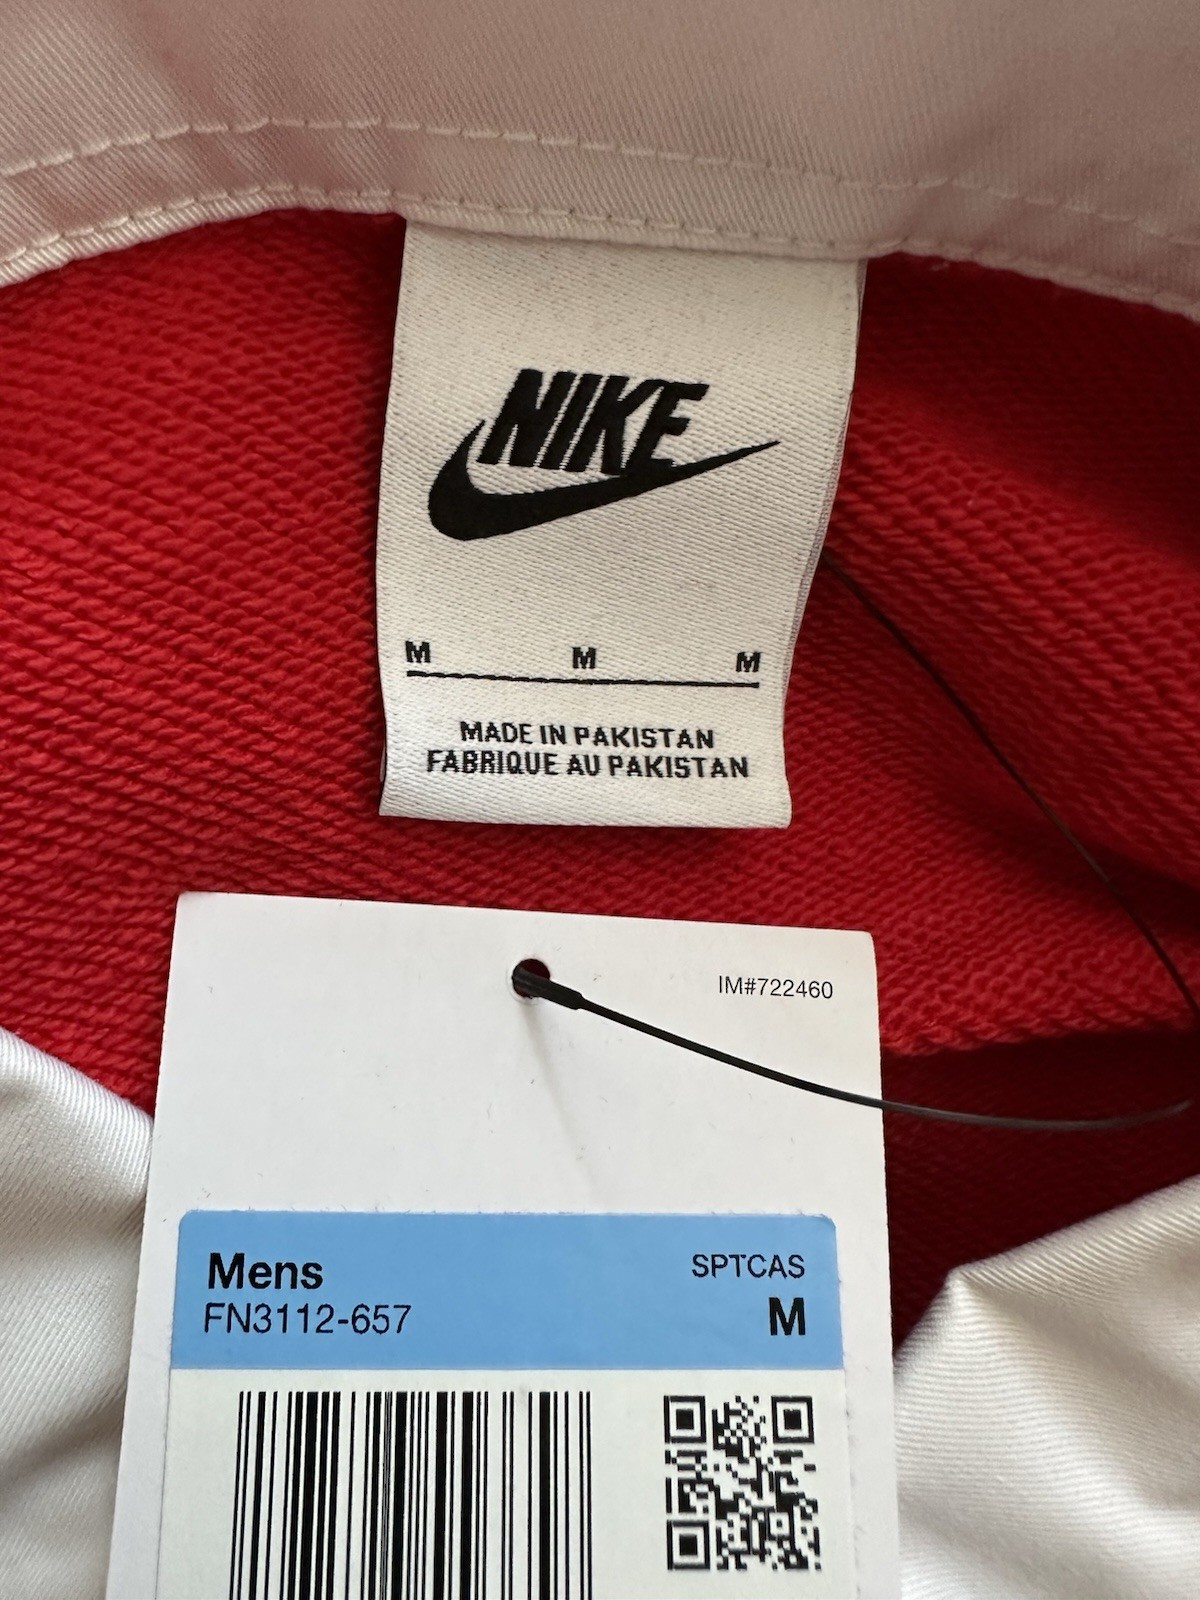 NIKE
M M M
MADE IN PAKISTAN
FABRIQUE AU PAKISTAN
IM#722460
Mens SPTCAS
FN3112-657 M